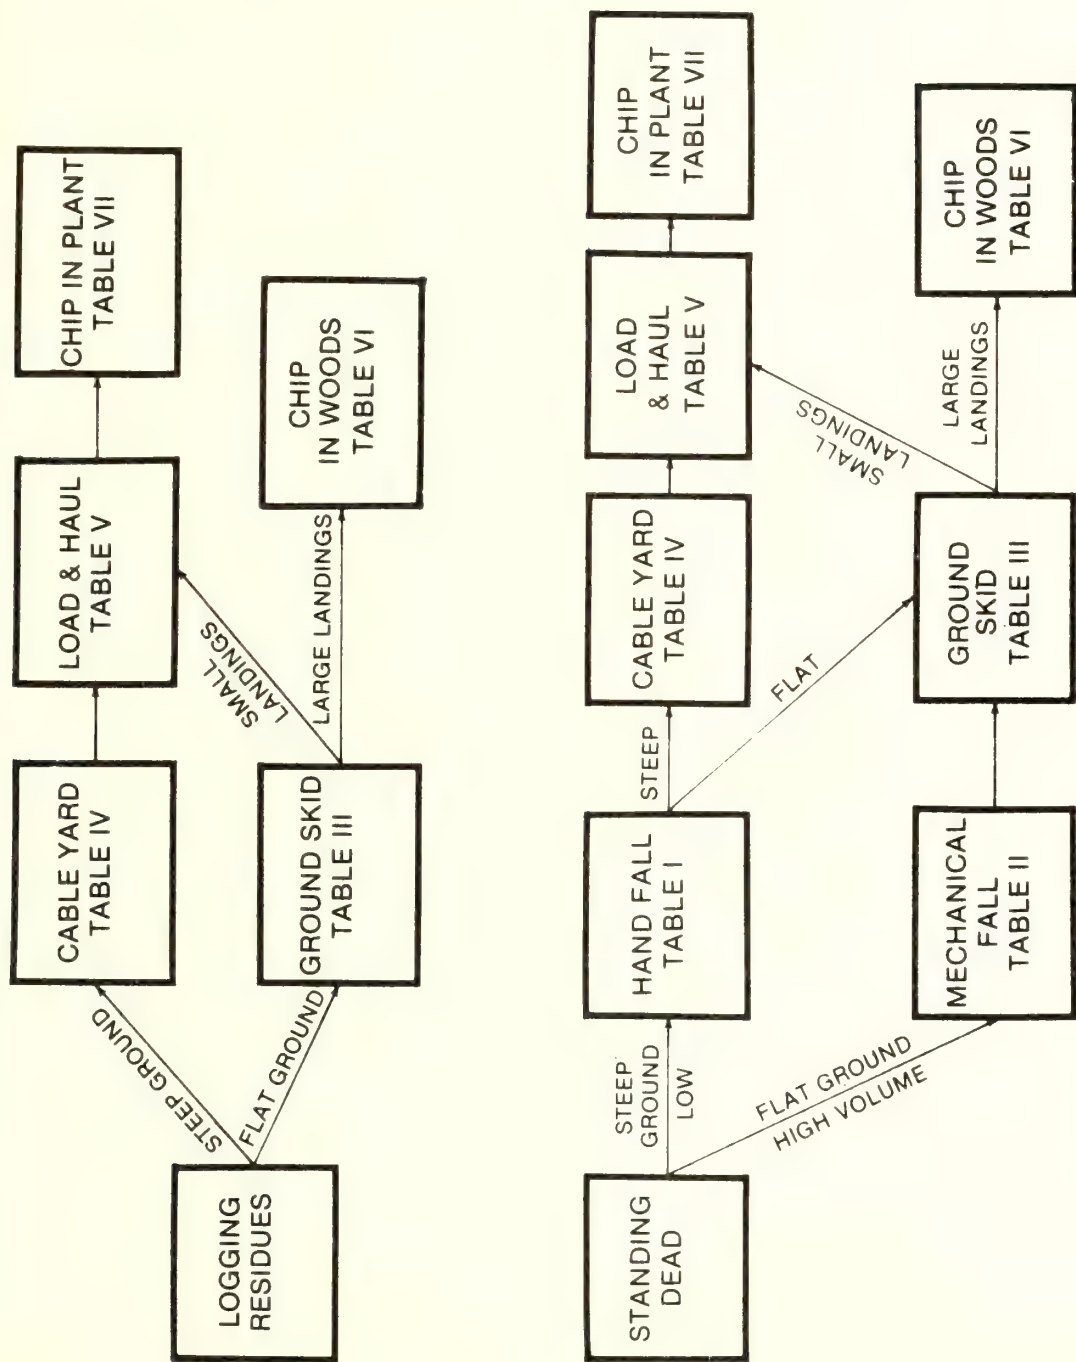 LOGGING
RESIDUES
STEEP GROUND
FLAT GROUND
CABLE YARD
TABLE IV
GROUND SKID
TABLE III
SMALL
LANDINGS
LARGE LANDINGS
LOAD & HAUL
TABLE V
CHIP IN PLANT
TABLE VII
CHIP
IN WOODS
TABLE VI
STANDING
DEAD
STEEP
GROUND
LOW
FLAT GROUND
HIGH VOLUME
HAND FALL
TABLE I
MECHANICAL
FALL
TABLE II
STEEP
FLAT
CABLE YARD
TABLE IV
GROUND
SKID
TABLE III
SMALL
LANDINGS
LARGE
LANDINGS
LOAD
& HAUL
TABLE V
CHIP
IN PLANT
TABLE VII
CHIP
IN WOODS
TABLE VI